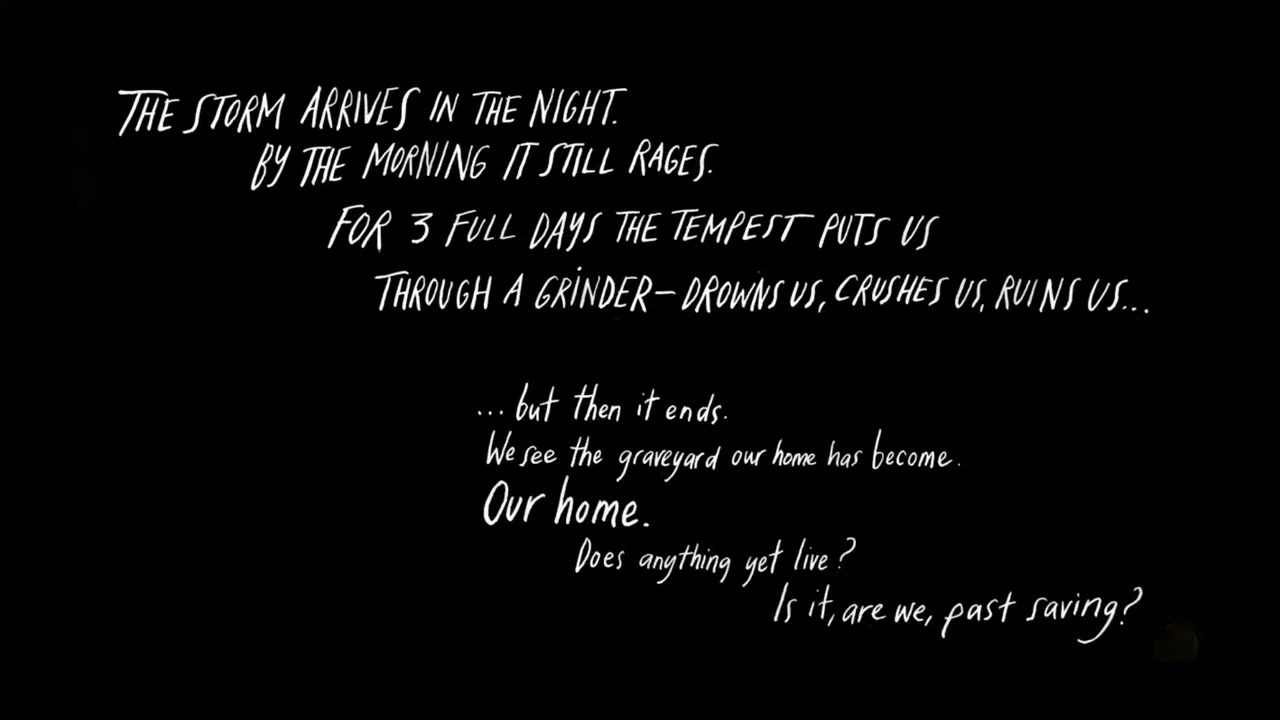 THE STORM ARRIVES IN THE NIGHT.
BY THE MORNING IT STILL RAGES.
FOR 3 FULL DAYS THE TEMPEST PUTS US
THROUGH A GRINDER—DROWNS US, CRUSHES US, RUINS US...
...but then it ends.
We see the graveyard our home has become.
Our home.
Does anything yet live?
Is it, are we, past saving?